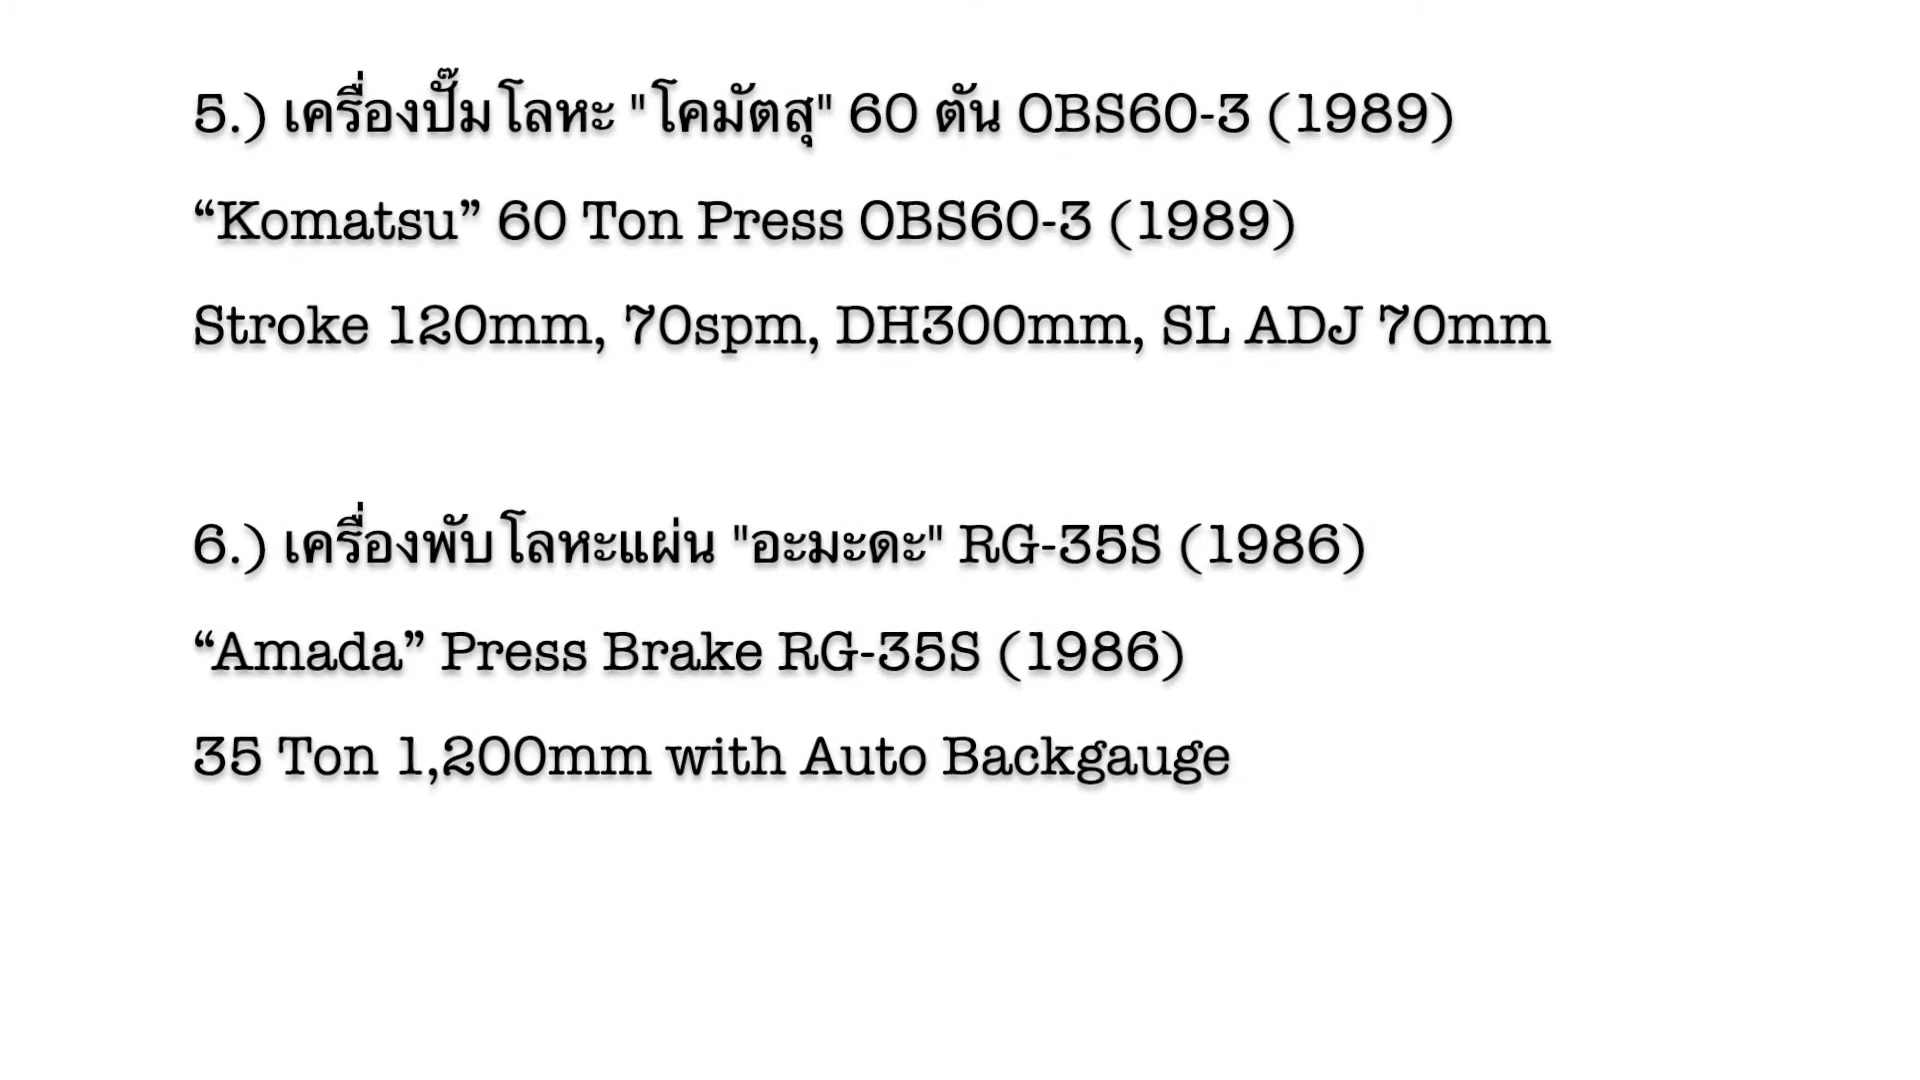 5.) เครื่องปั๊มโลหะ "โคมัตสุ" 60 ตัน OBS60-3 (1989)
“Komatsu” 60 Ton Press OBS60-3 (1989)
Stroke 120mm, 70spm, DH300mm, SL ADJ 70mm
6.) เครื่องพับโลหะแผ่น "อะมะดะ" RG-35S (1986)
“Amada” Press Brake RG-35S (1986)
35 Ton 1,200mm with Auto Backgauge